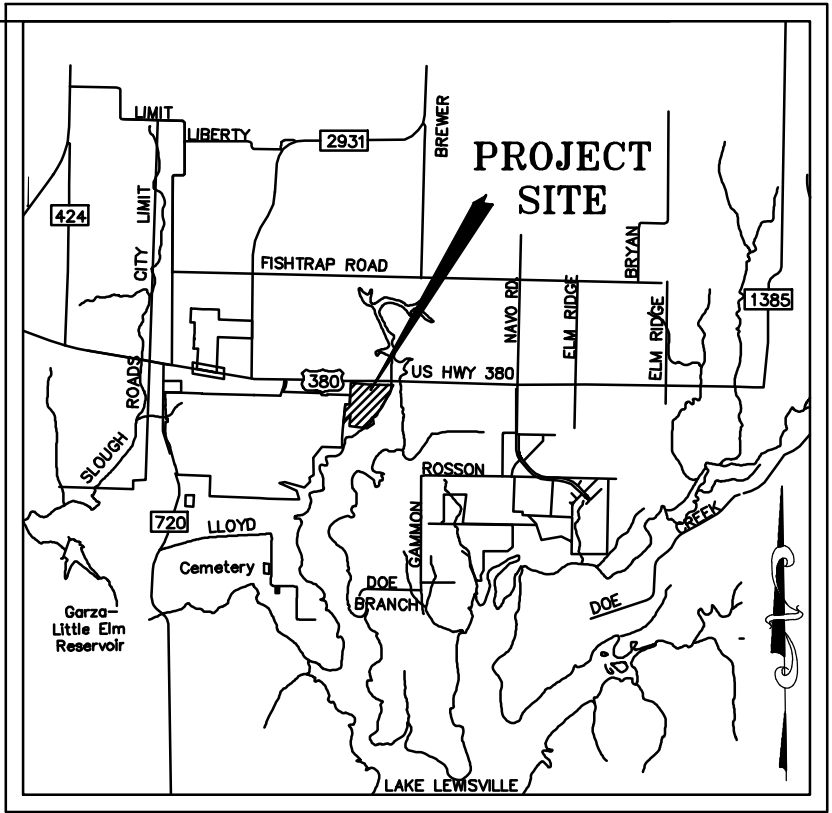 LIMIT
LIBERTY
2931
BREWER
PROJECT
SITE
424
CITY LIMIT
FISHTRAP ROAD
BRYAN
NAVO RD.
ELM RIDGE
ELM RIDGE
1385
380
US HWY 380
ROADS
SLOUGH
ROSSON
720
LLOYD
GAMMON
CREEK
Cemetery
DOE
BRANCH
DOE
Garza-
Little Elm
Reservoir
LAKE LEWISVILLE